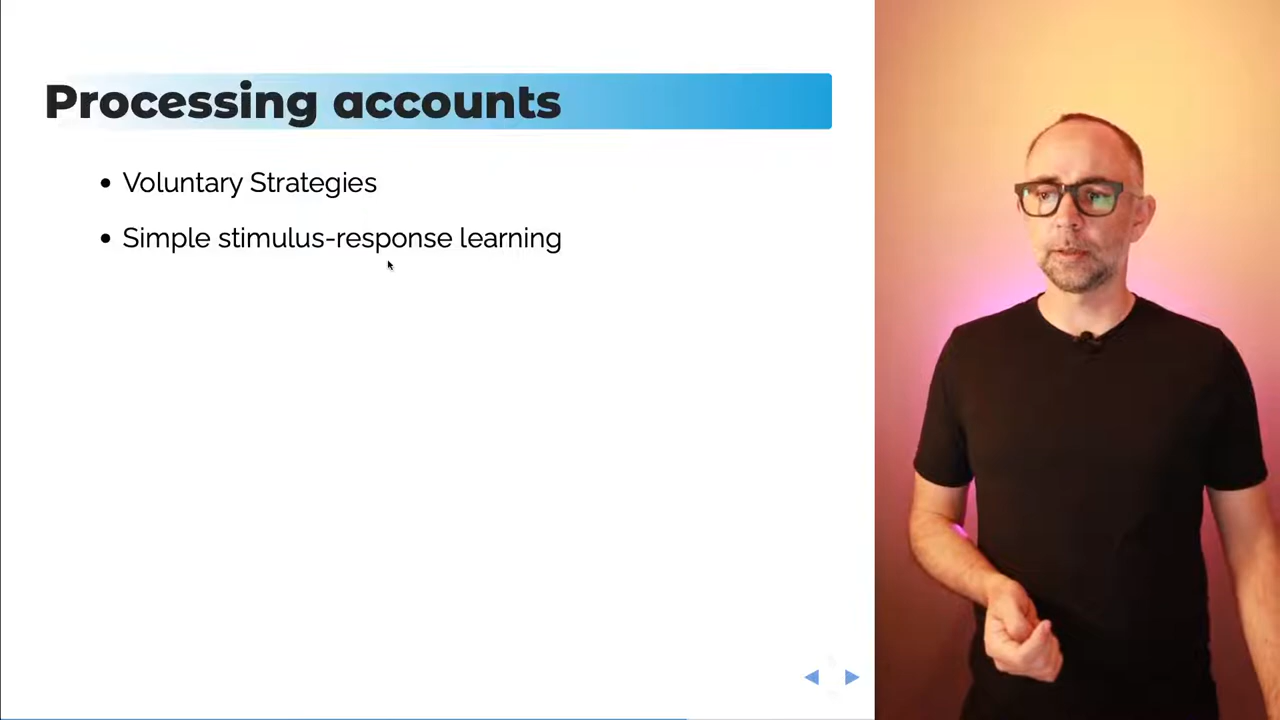 Processing accounts
Voluntary Strategies
Simple stimulus-response learning